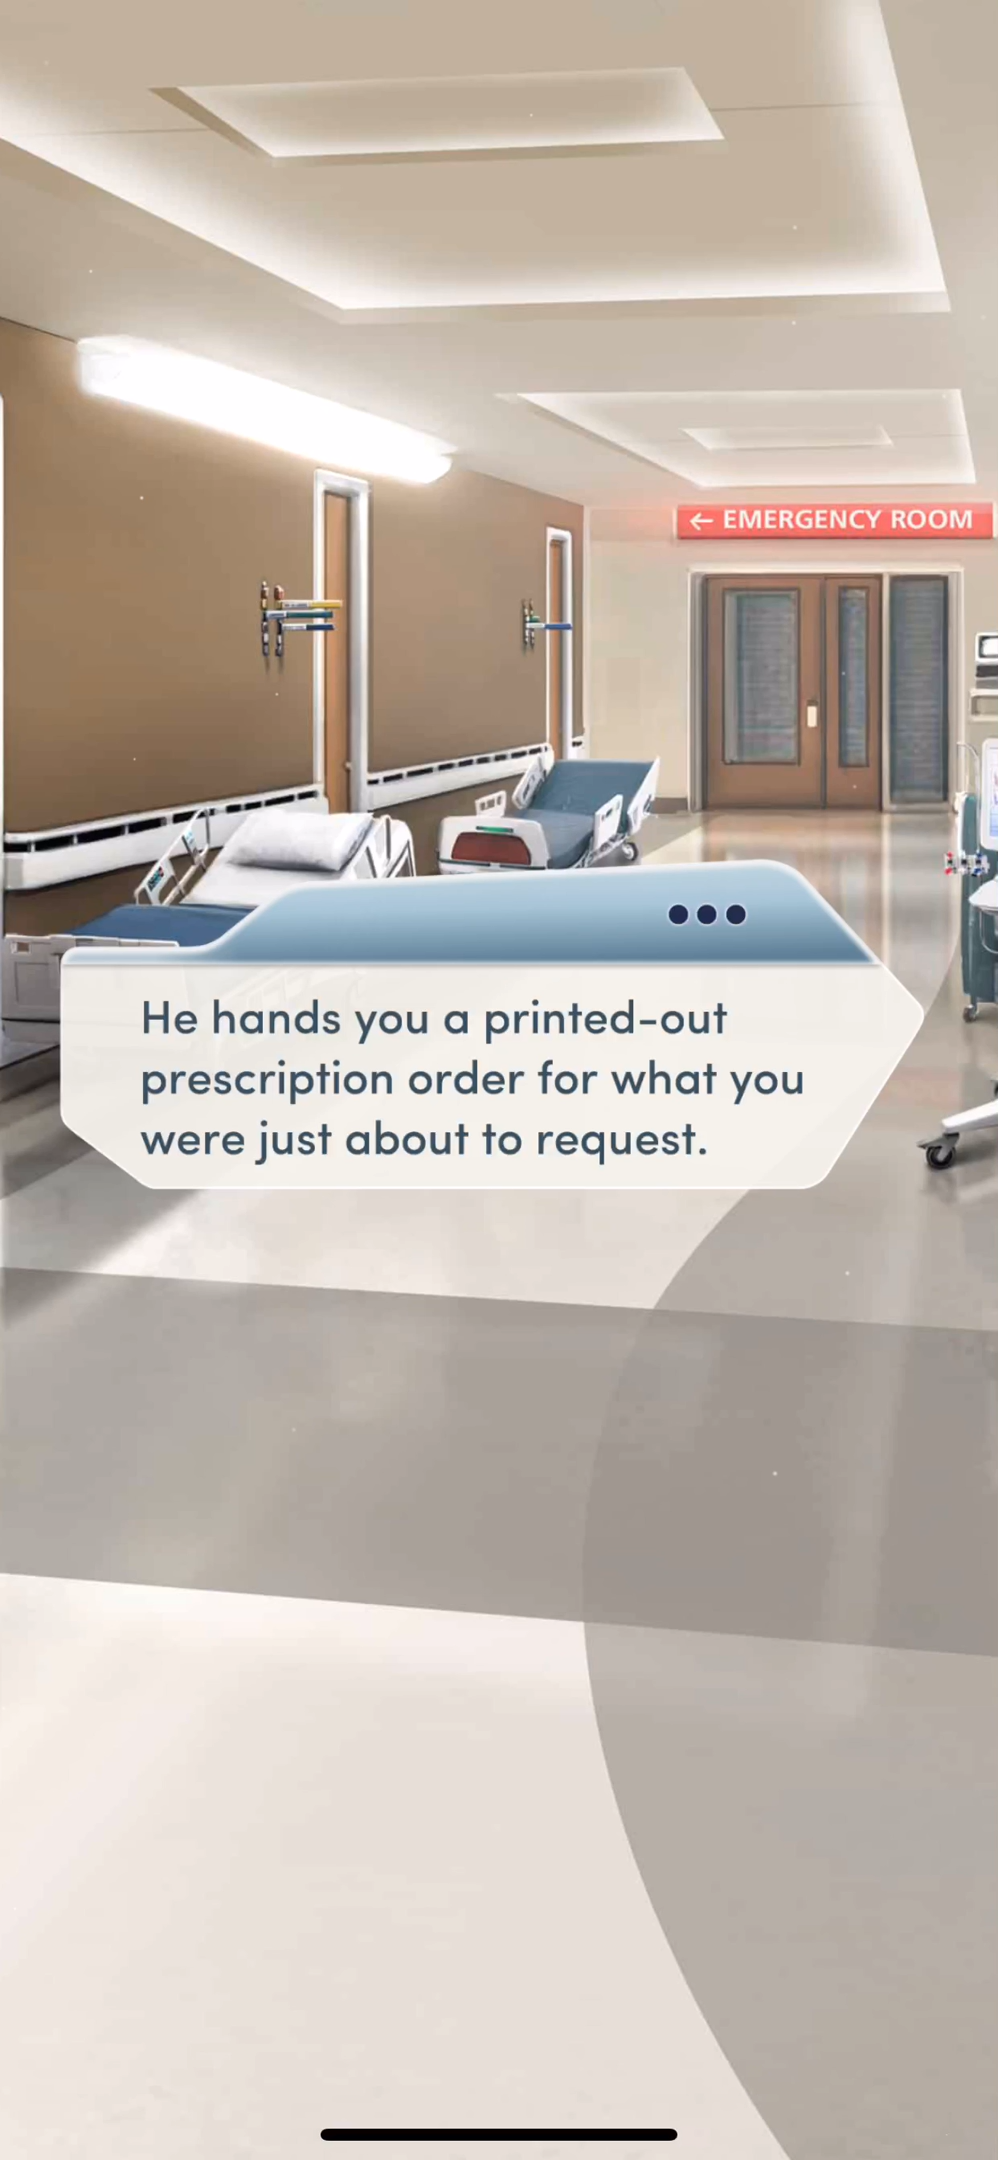 ← EMERGENCY ROOM
He hands you a printed-out
prescription order for what you
were just about to request.